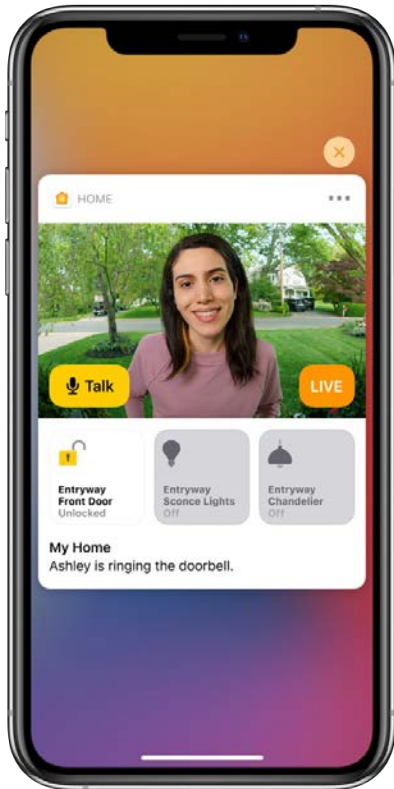 HOME
Talk
LIVE
Entryway
Front Door
Unlocked
Entryway
Sconce Lights
Off
Entryway
Chandelier
Off
My Home
Ashley is ringing the doorbell.